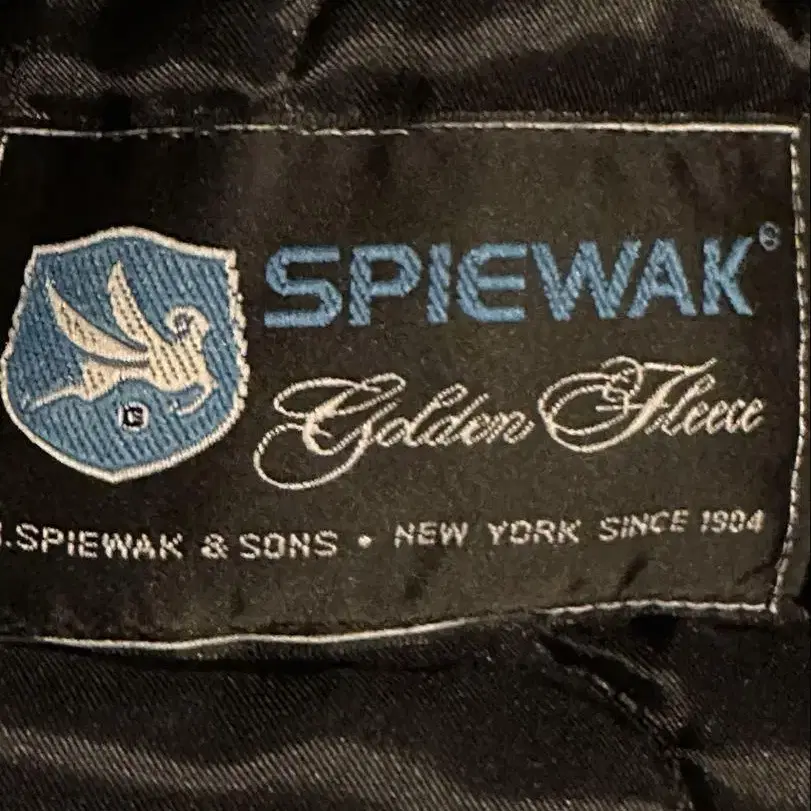 SPIEWAK®
Golden Fleece
I.SPIEWAK & SONS • NEW YORK SINCE 1904
G